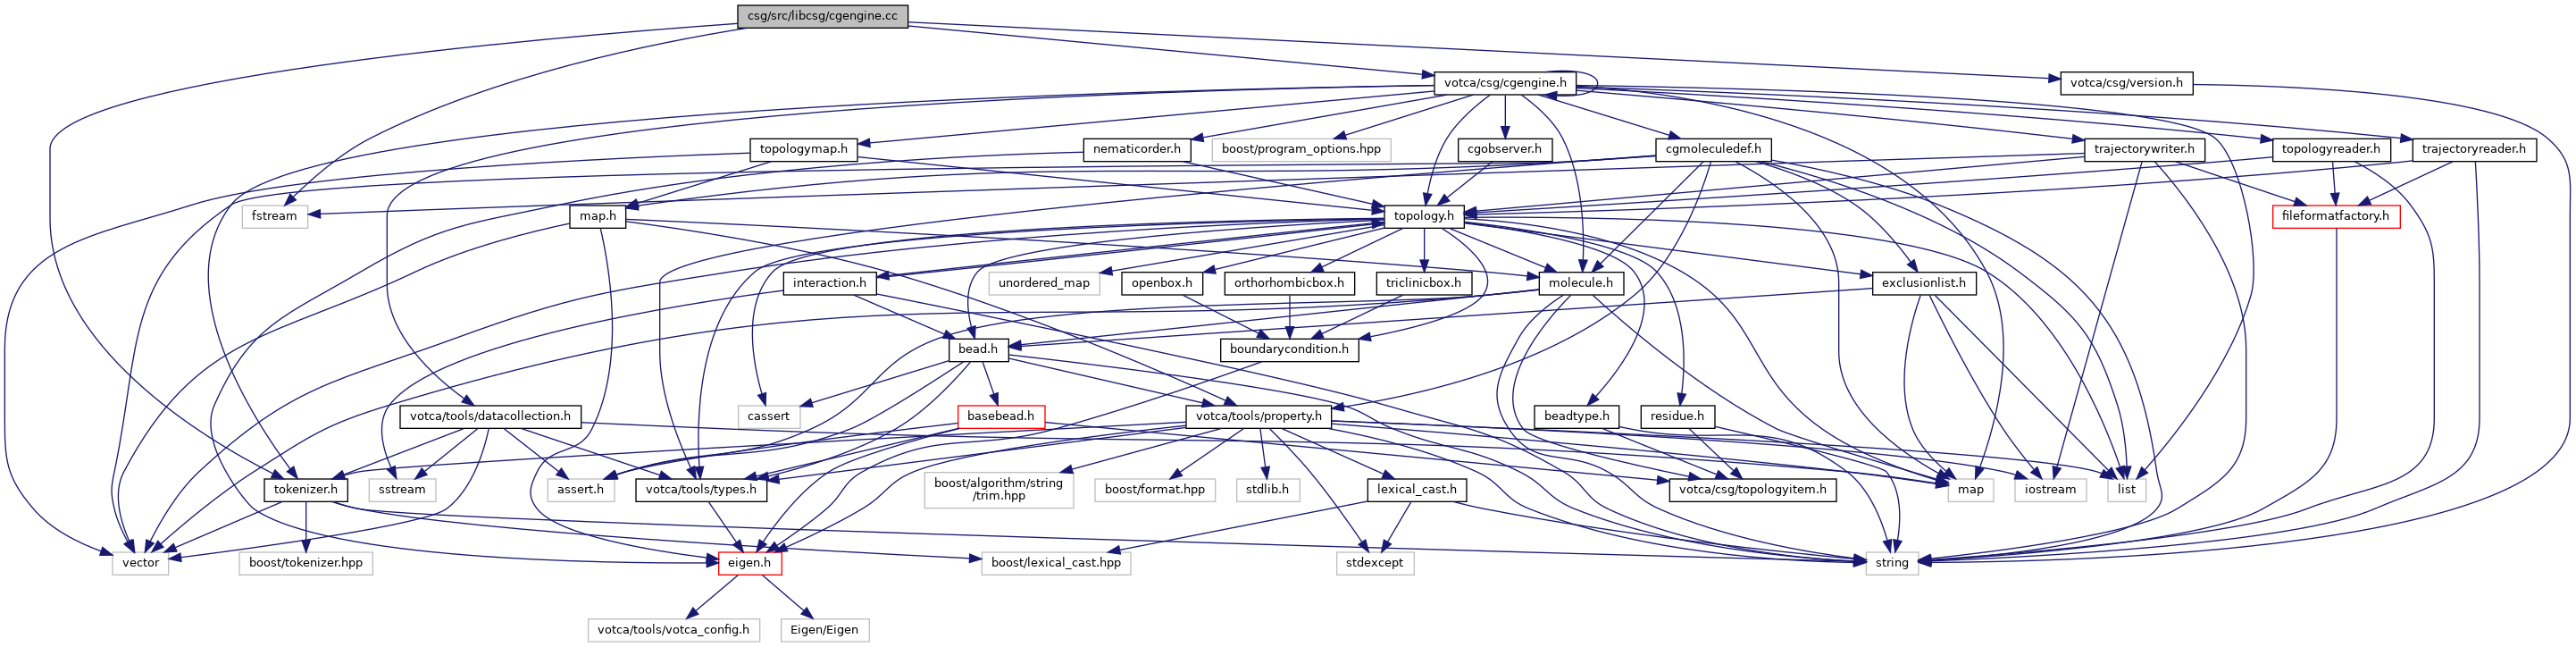 csg/src/libcsg/cgengine.cc
votca/csg/cgengine.h
votca/csg/version.h
topologymap.h
nematicorder.h
boost/program_options.hpp
cgobserver.h
cgmoleculedef.h
trajectorywriter.h
topologyreader.h
trajectoryreader.h
fstream
map.h
topology.h
fileformatfactory.h
interaction.h
unordered_map
openbox.h
orthorhombicbox.h
triclinicbox.h
molecule.h
exclusionlist.h
bead.h
boundarycondition.h
votca/tools/datacollection.h
cassert
basebead.h
votca/tools/property.h
beadtype.h
residue.h
tokenizer.h
sstream
assert.h
votca/tools/types.h
boost/algorithm/string
/trim.hpp
boost/format.hpp
stdlib.h
lexical_cast.h
votca/csg/topologyitem.h
map
iostream
list
vector
boost/tokenizer.hpp
eigen.h
boost/lexical_cast.hpp
stdexcept
string
votca/tools/votca_config.h
Eigen/Eigen